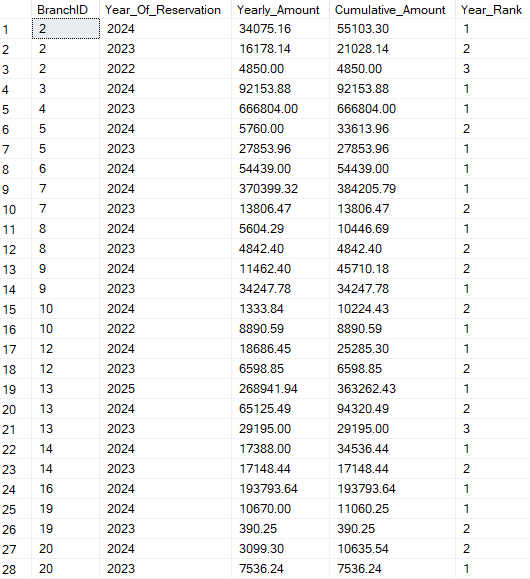 BranchID Year_Of_Reservation Yearly_Amount Cumulative_Amount Year_Rank
1 2 2024 34075.16 55103.30 1
2 2 2023 16178.14 21028.14 2
3 2 2022 4850.00 4850.00 3
4 3 2024 92153.88 92153.88 1
5 4 2023 666804.00 666804.00 1
6 5 2024 5760.00 33613.96 2
7 5 2023 27853.96 27853.96 1
8 6 2024 54439.00 54439.00 1
9 7 2024 370399.32 384205.79 1
10 7 2023 13806.47 13806.47 2
11 8 2024 5604.29 10446.69 1
12 8 2023 4842.40 4842.40 2
13 9 2024 11462.40 45710.18 2
14 9 2023 34247.78 34247.78 1
15 10 2024 1333.84 10224.43 2
16 10 2022 8890.59 8890.59 1
17 12 2024 18686.45 25285.30 1
18 12 2023 6598.85 6598.85 2
19 13 2025 268941.94 363262.43 1
20 13 2024 65125.49 94320.49 2
21 13 2023 29195.00 29195.00 3
22 14 2024 17388.00 34536.44 1
23 14 2023 17148.44 17148.44 2
24 16 2024 193793.64 193793.64 1
25 19 2024 10670.00 11060.25 1
26 19 2023 390.25 390.25 2
27 20 2024 3099.30 10635.54 2
28 20 2023 7536.24 7536.24 1